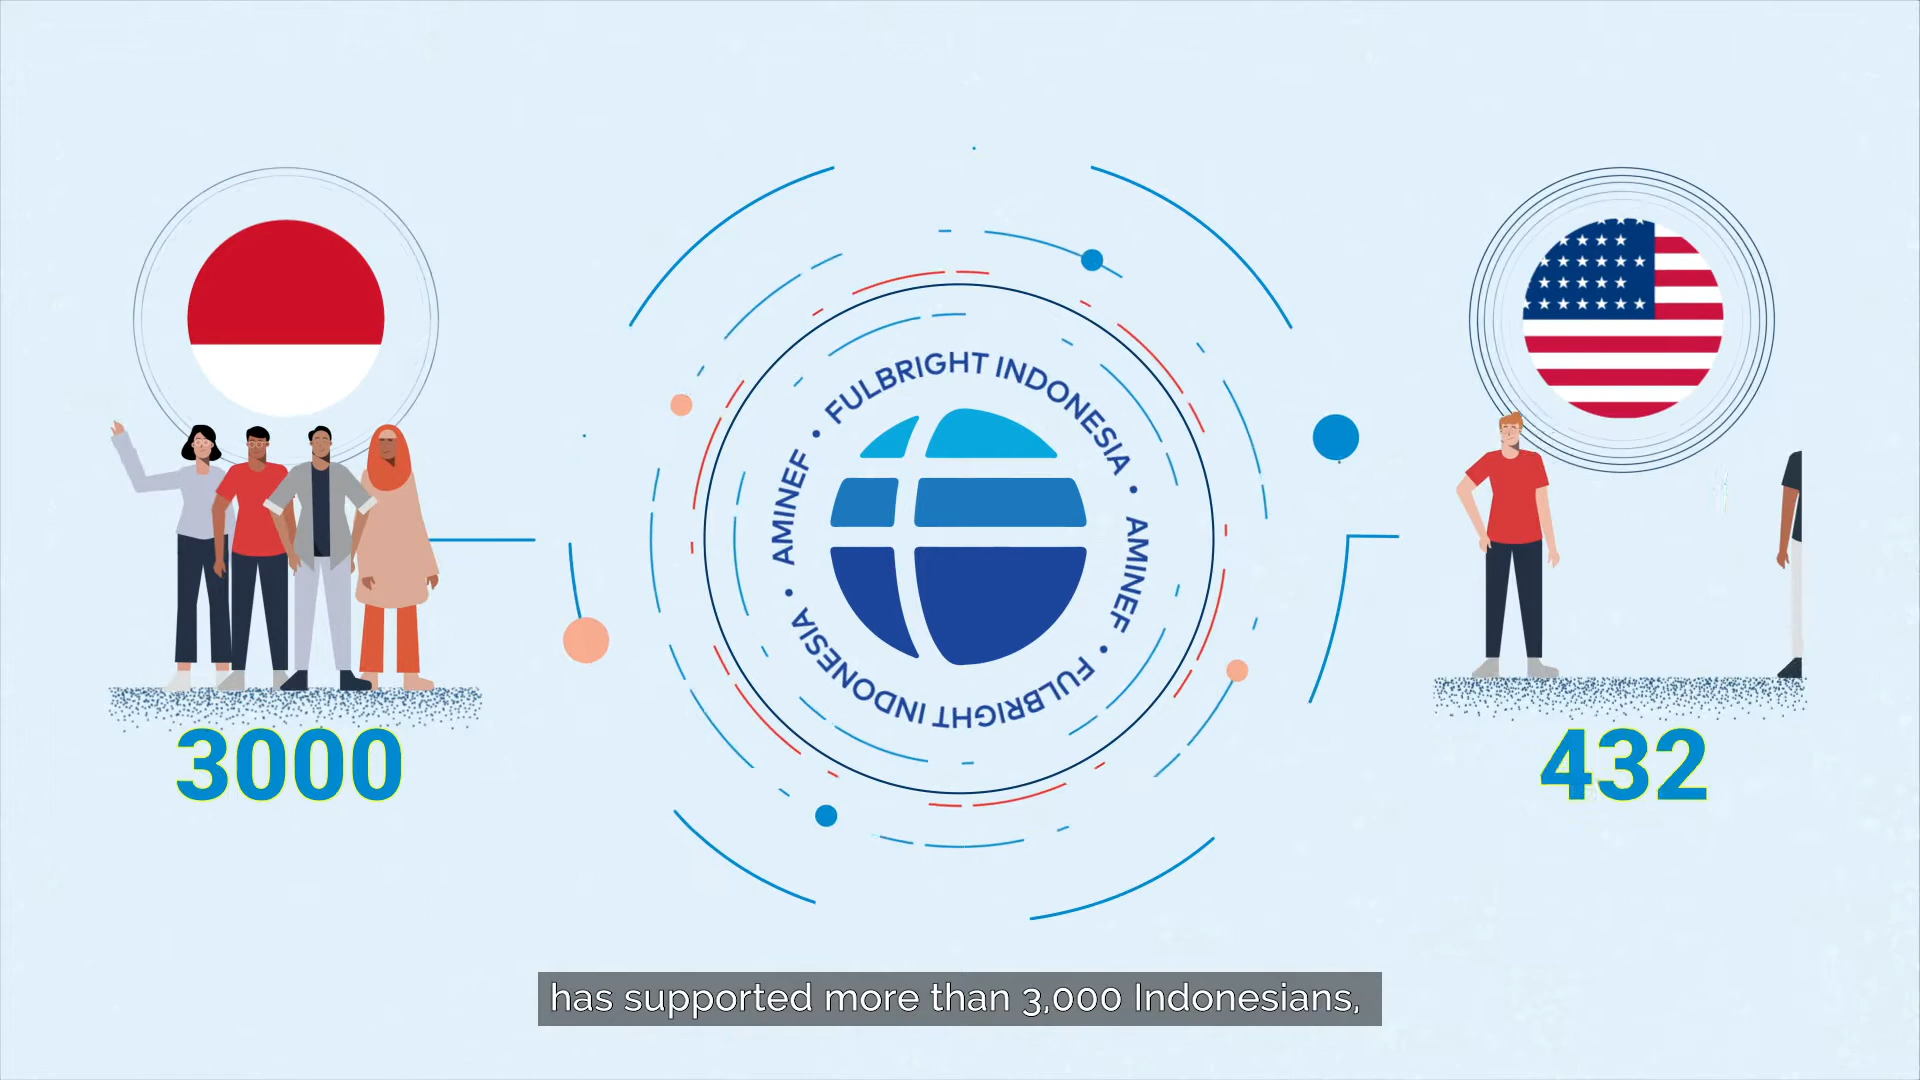 FULBRIGHT INDONESIA • AMINEF • FULBRIGHT INDONESIA • AMINEF •
3000
432
has supported more than 3,000 Indonesians,